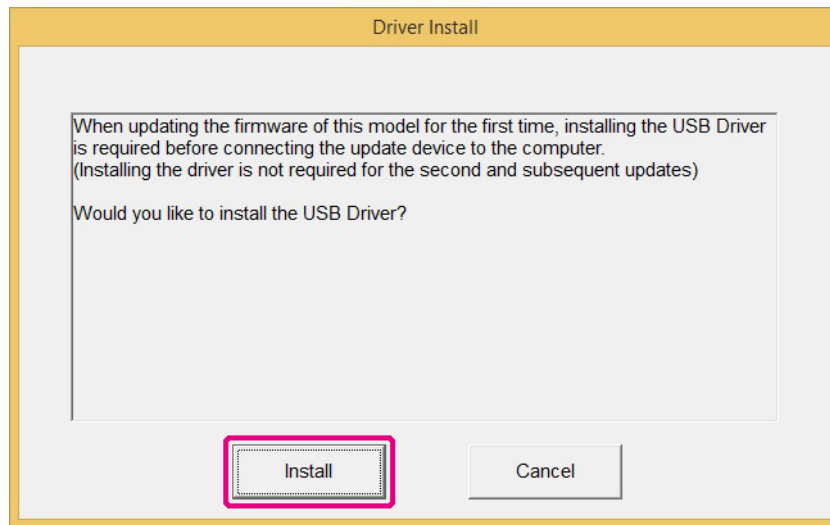 Driver Install
When updating the firmware of this model for the first time, installing the USB Driver
is required before connecting the update device to the computer.
(Installing the driver is not required for the second and subsequent updates)
Would you like to install the USB Driver?
Install
Cancel